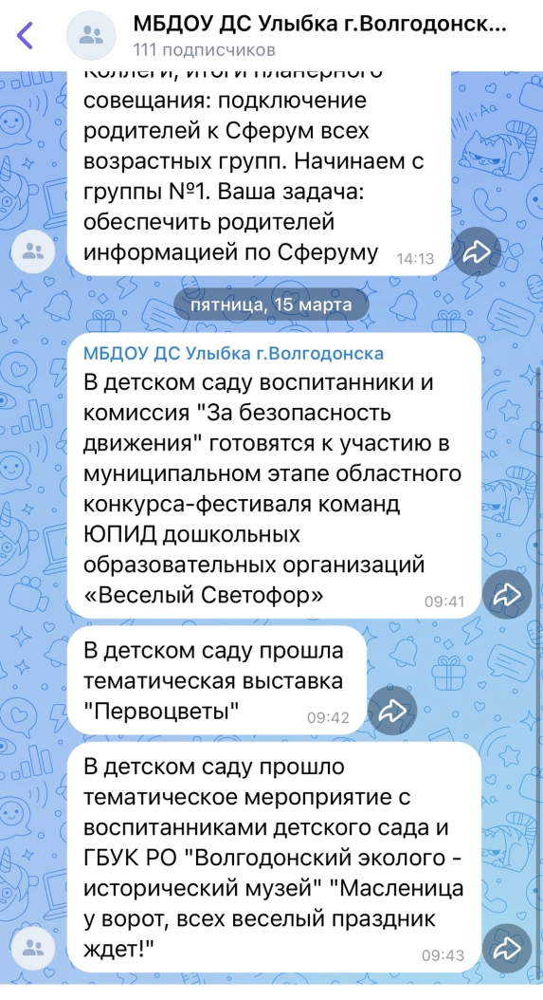 МБДОУ ДС Улыбка г.Волгодонск...
111 подписчиков
Коллеги, итоги планерного
совещания: подключение
родителей к Сферум всех
возрастных групп. Начинаем с
группы №1. Ваша задача:
обеспечить родителей
информацией по Сферуму 14:13
пятница, 15 марта
МБДОУ ДС Улыбка г.Волгодонска
В детском саду воспитанники и
комиссия "За безопасность
движения" готовятся к участию в
муниципальном этапе областного
конкурса-фестиваля команд
ЮПИД дошкольных
образовательных организаций
«Веселый Светофор» 09:41
В детском саду прошла
тематическая выставка
"Первоцветы" 09:42
В детском саду прошло
тематическое мероприятие с
воспитанниками детского сада и
ГБУК РО "Волгодонский эколого -
исторический музей" "Масленица
у ворот, всех веселый праздник
ждет!" 09:43